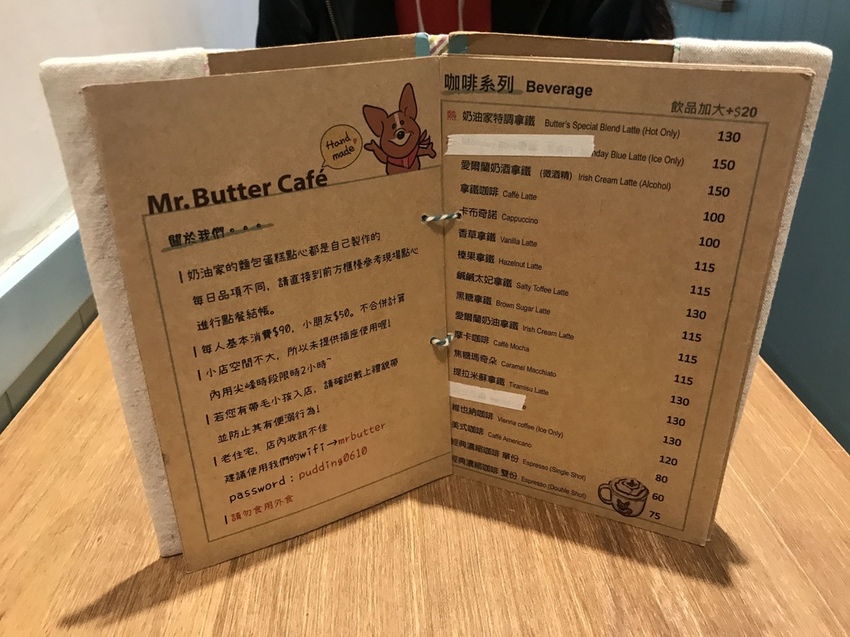 Hand made
Mr. Butter Café
關於我們・・・
奶油家的麵包蛋糕點心都是自己製作的
每日品項不同，請直接到前方櫃檯參考現場點心
進行點餐結帳。
每人基本消費$90，小朋友$50。不合併計算
小店空間不大，所以未提供插座使用喔!
內用尖峰時段限時2小時~
若您有帶毛小孩入店，請確認戴上禮貌帶
並防止其有便溺行為!
老住宅，店內收訊不佳
建議使用我們的wifi→mrbutter
password：pudding0610
請勿食用外食
咖啡系列 Beverage
飲品加大+$20
熱 奶油家特調拿鐵 Butter's Special Blend Latte (Hot Only) 130
Blue Latte (Ice Only) 150
愛爾蘭奶酒拿鐵 (微酒精) Irish Cream Latte (Alcohol) 150
拿鐵咖啡 Caffé Latte 100
卡布奇諾 Cappuccino 100
香草拿鐵 Vanilla Latte 115
榛果拿鐵 Hazelnut Latte 115
鹹鹹太妃拿鐵 Salty Toffee Latte 130
黑糖拿鐵 Brown Sugar Latte 115
愛爾蘭奶油拿鐵 Irish Cream Latte 115
摩卡咖啡 Caffé Mocha 115
焦糖瑪奇朵 Caramel Macchiato 130
提拉米蘇拿鐵 Tiramisu Latte 130
130
維也納咖啡 Vienna coffee (Ice Only) 120
美式咖啡 Caffé Americano 80
經典濃縮咖啡 單份 Espresso (Single Shot) 60
經典濃縮咖啡 雙份 Espresso (Double Shot) 75